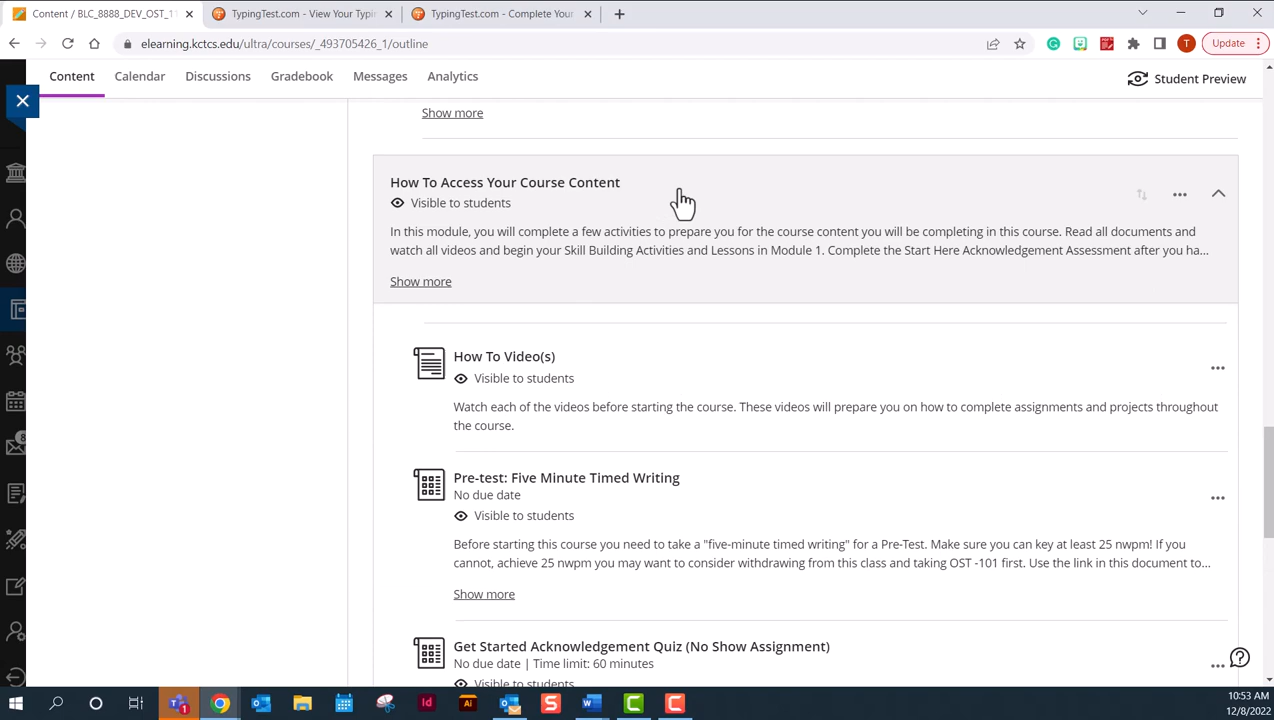 Content / BLC_8888_DEV_OST_11
TypingTest.com - View Your Typin
TypingTest.com - Complete Your
elearning.kctcs.edu/ultra/courses/_493705426_1/outline
T
Update
Content
Calendar
Discussions
Gradebook
Messages
Analytics
Student Preview
Show more
How To Access Your Course Content
Visible to students
In this module, you will complete a few activities to prepare you for the course content you will be completing in this course. Read all documents and
watch all videos and begin your Skill Building Activities and Lessons in Module 1. Complete the Start Here Acknowledgement Assessment after you ha...
Show more
How To Video(s)
Visible to students
Watch each of the videos before starting the course. These videos will prepare you on how to complete assignments and projects throughout
the course.
Pre-test: Five Minute Timed Writing
No due date
Visible to students
Before starting this course you need to take a "five-minute timed writing" for a Pre-Test. Make sure you can key at least 25 nwpm! If you
cannot, achieve 25 nwpm you may want to consider withdrawing from this class and taking OST -101 first. Use the link in this document to...
Show more
Get Started Acknowledgement Quiz (No Show Assignment)
No due date | Time limit: 60 minutes
Visible to students
8
10:53 AM
12/8/2022